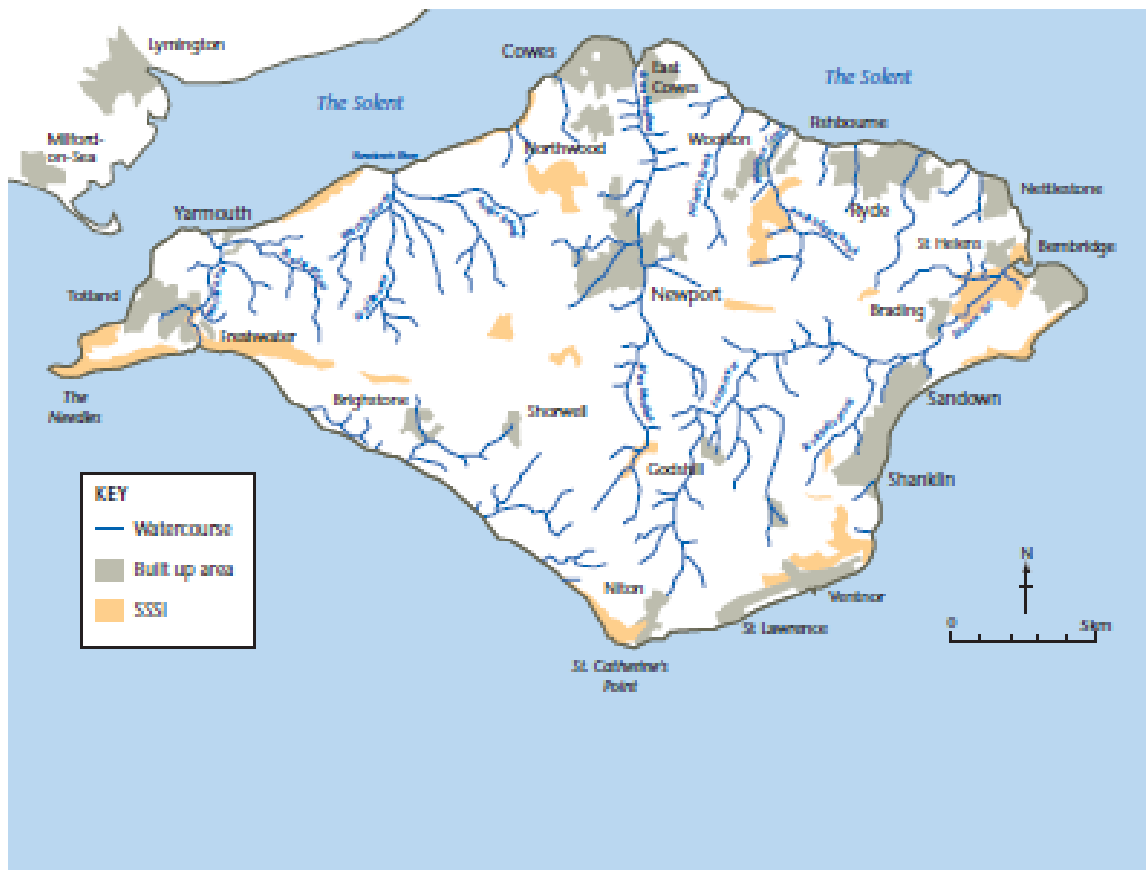 Lymington
Cowes
East
Cowes
The Solent
The Solent
Milford-
on-Sea
Fishbourne
Wootton
Northwood
Nettlestone
Yarmouth
Ryde
St Helens
Bembridge
Totland
Newport
Brading
Freshwater
The
Needles
Brighstone
Shorwell
Sandown
Godshill
Shanklin
KEY
Watercourse
Built up area
SSSI
N
Niton
Ventnor
0
5km
St Lawrence
St. Catherine's
Point